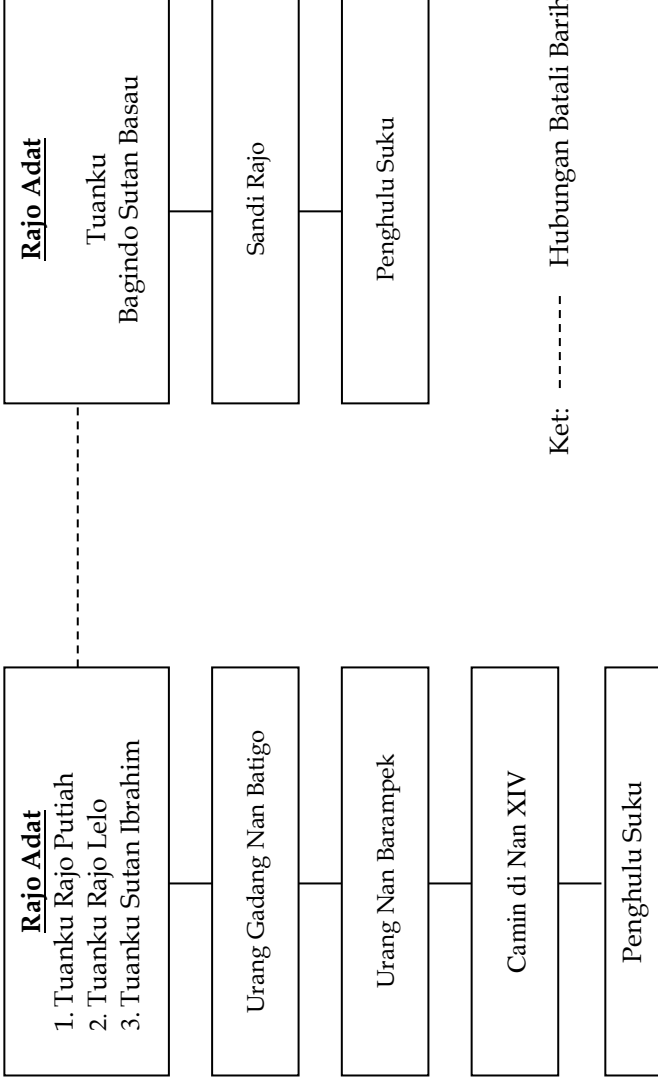 Rajo Adat
1. Tuanku Rajo Putiah
2. Tuanku Rajo Lelo
3. Tuanku Sutan Ibrahim
Urang Gadang Nan Batigo
Urang Nan Barampek
Camin di Nan XIV
Penghulu Suku
Rajo Adat
Tuanku
Bagindo Sutan Basau
Sandi Rajo
Penghulu Suku
Ket: -------- Hubungan Batali Barih